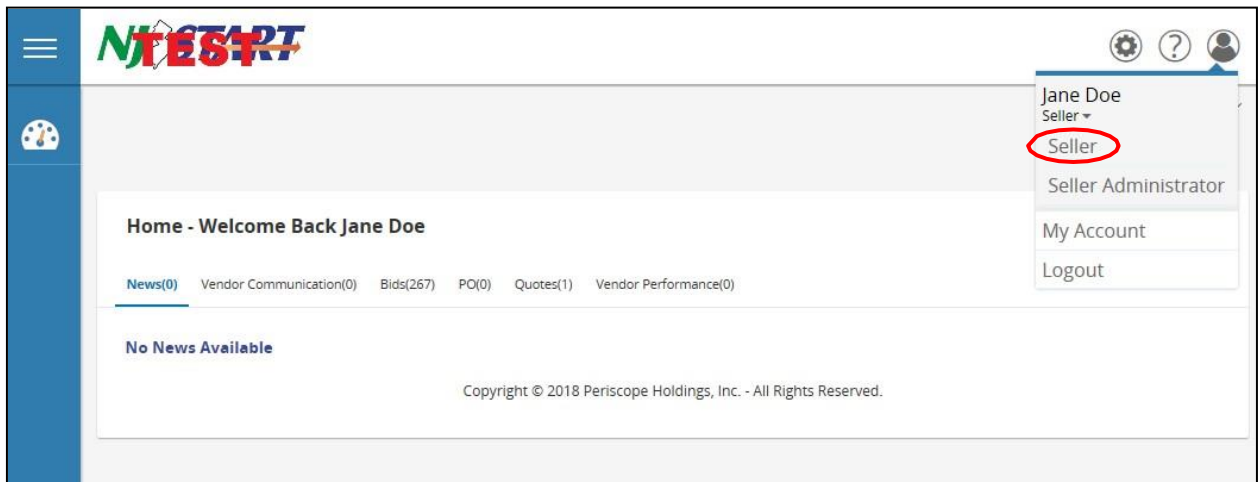 NJ START
TEST
?
Jane Doe
Seller
Seller
Seller Administrator
My Account
Logout
Home - Welcome Back Jane Doe
News(0) Vendor Communication(0) Bids(267) PO(0) Quotes(1) Vendor Performance(0)
No News Available
Copyright © 2018 Periscope Holdings, Inc. - All Rights Reserved.